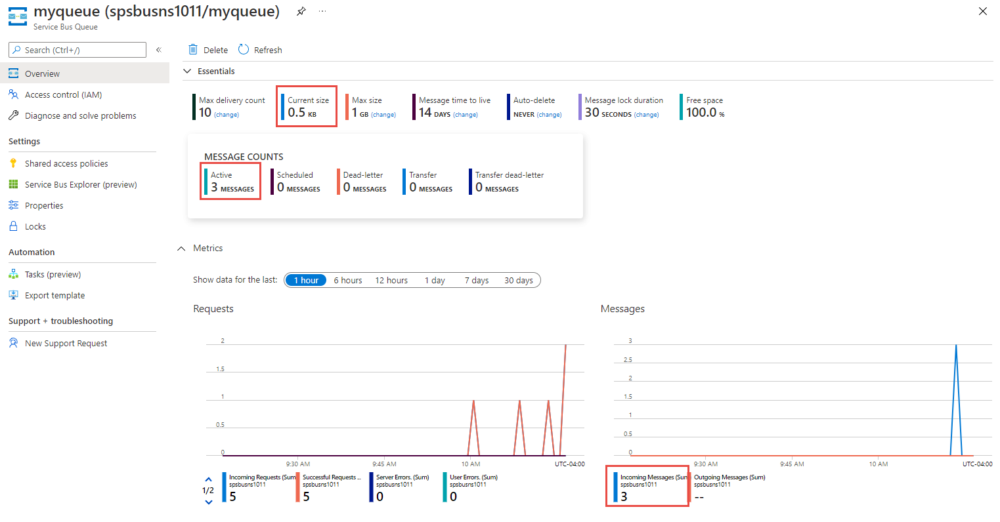 myqueue (spsbusns1011/myqueue)
Service Bus Queue
Search (Ctrl+/)
«
Overview
Access control (IAM)
Diagnose and solve problems
Settings
Shared access policies
Service Bus Explorer (preview)
Properties
Locks
Automation
Tasks (preview)
Export template
Support + troubleshooting
New Support Request
Delete Refresh
Essentials
Max delivery count
10 (change)
Current size
0.5 KB
Max size
1 GB (change)
Message time to live
14 DAYS (change)
Auto-delete
NEVER (change)
Message lock duration
30 SECONDS (change)
Free space
100.0 %
MESSAGE COUNTS
Active
3 MESSAGES
Scheduled
0 MESSAGES
Dead-letter
0 MESSAGES
Transfer
0 MESSAGES
Transfer dead-letter
0 MESSAGES
Metrics
Show data for the last: 1 hour 6 hours 12 hours 1 day 7 days 30 days
Requests
2
1.5
1
0.5
0
9:30 AM 9:45 AM 10 AM UTC-04:00
1/2
Incoming Requests (Sum
spsbusns1011
5
Successful Requests ...
spsbusns1011
5
Server Errors. (Sum)
spsbusns1011
0
User Errors. (Sum)
spsbusns1011
0
Messages
3
2.5
2
1.5
1
0.5
0
9:30 AM 9:45 AM 10 AM UTC-04:00
Incoming Messages (Sum
spsbusns1011
3
Outgoing Messages (Sum)
spsbusns1011
--